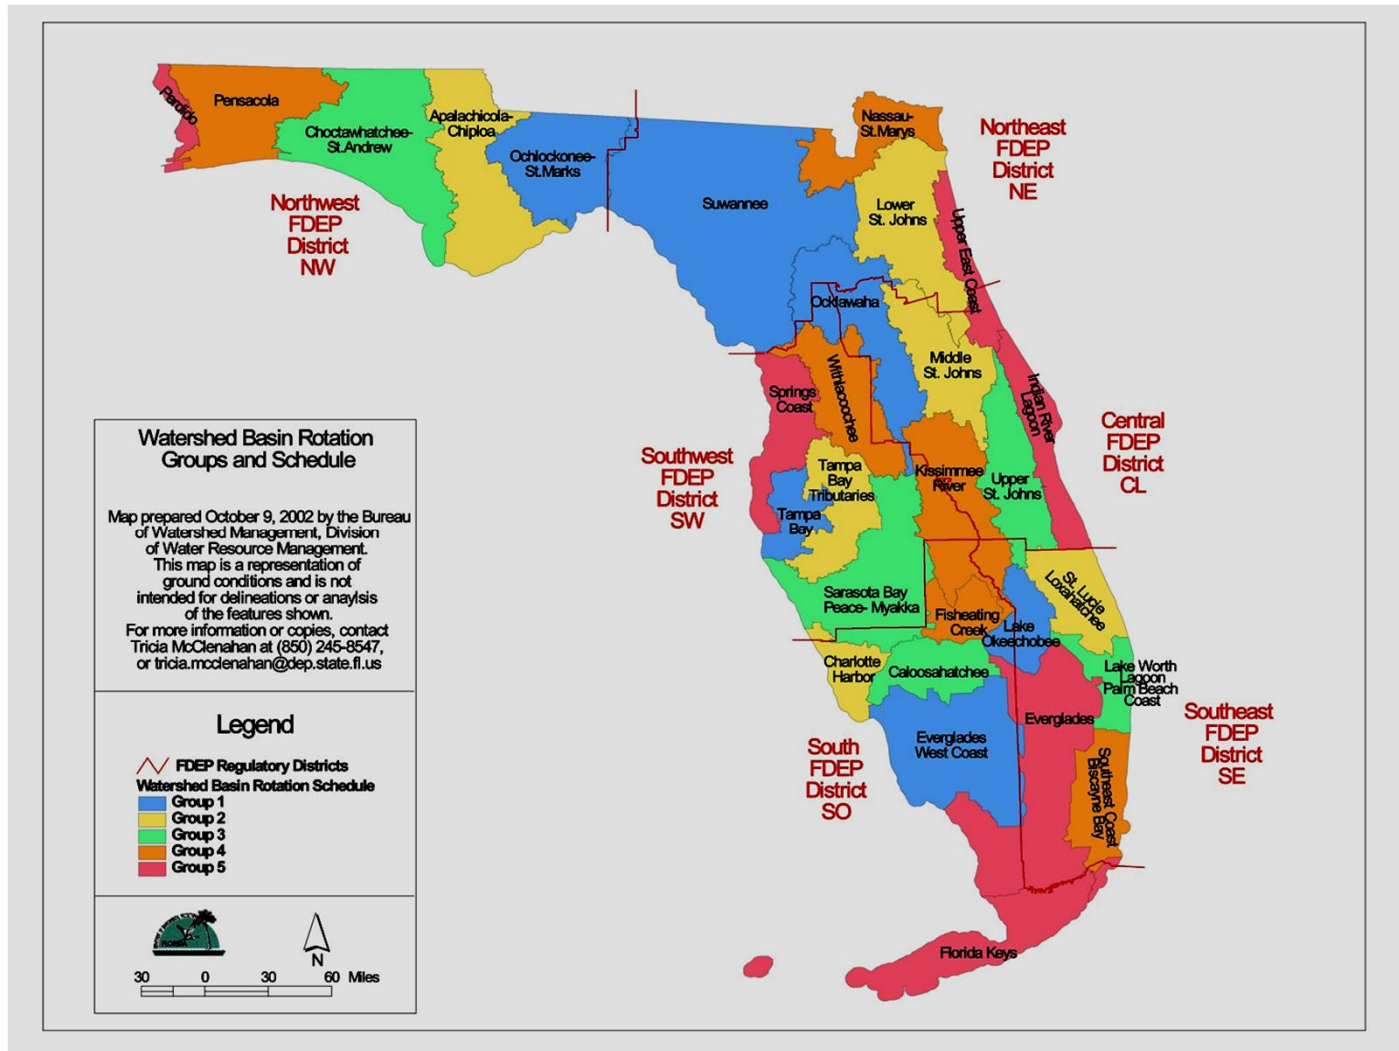 Perdido
Pensacola
Choctawhatchee-
St.Andrew
Apalachicola-
Chiploa
Ochlockonee-
St.Marks
Suwannee
Nassau-
St.Marys
Lower
St. Johns
Upper East Coast
Northeast
FDEP
District
NE
Northwest
FDEP
District
NW
Ocklawaha
Middle
St. Johns
Withlacoochee
Springs
Coast
Indian River
Lagoon
Central
FDEP
District
CL
Southwest
FDEP
District
SW
Tampa
Bay
Tributaries
Tampa
Bay
Kissimmee
River
Upper
St. Johns
Sarasota Bay
Peace- Myakka
Fisheating
Creek
Lake
Okeechobee
St. Lucie
Loxahatchee
Charlotte
Harbor
Caloosahatchee
Lake Worth
Lagoon
Palm Beach
Coast
Everglades
Everglades
West Coast
Southeast Coast
Biscayne Bay
Southeast
FDEP
District
SE
South
FDEP
District
SO
Florida Keys
Watershed Basin Rotation
Groups and Schedule
Map prepared October 9, 2002 by the Bureau
of Watershed Management, Division
of Water Resource Management.
This map is a representation of
ground conditions and is not
intended for delineations or anaylsis
of the features shown.
For more information or copies, contact
Tricia McClenahan at (850) 245-8547,
or tricia.mcclenahan@dep.state.fl.us
Legend
FDEP Regulatory Districts
Watershed Basin Rotation Schedule
Group 1
Group 2
Group 3
Group 4
Group 5
FLORIDA
N
30 0 30 60 Miles